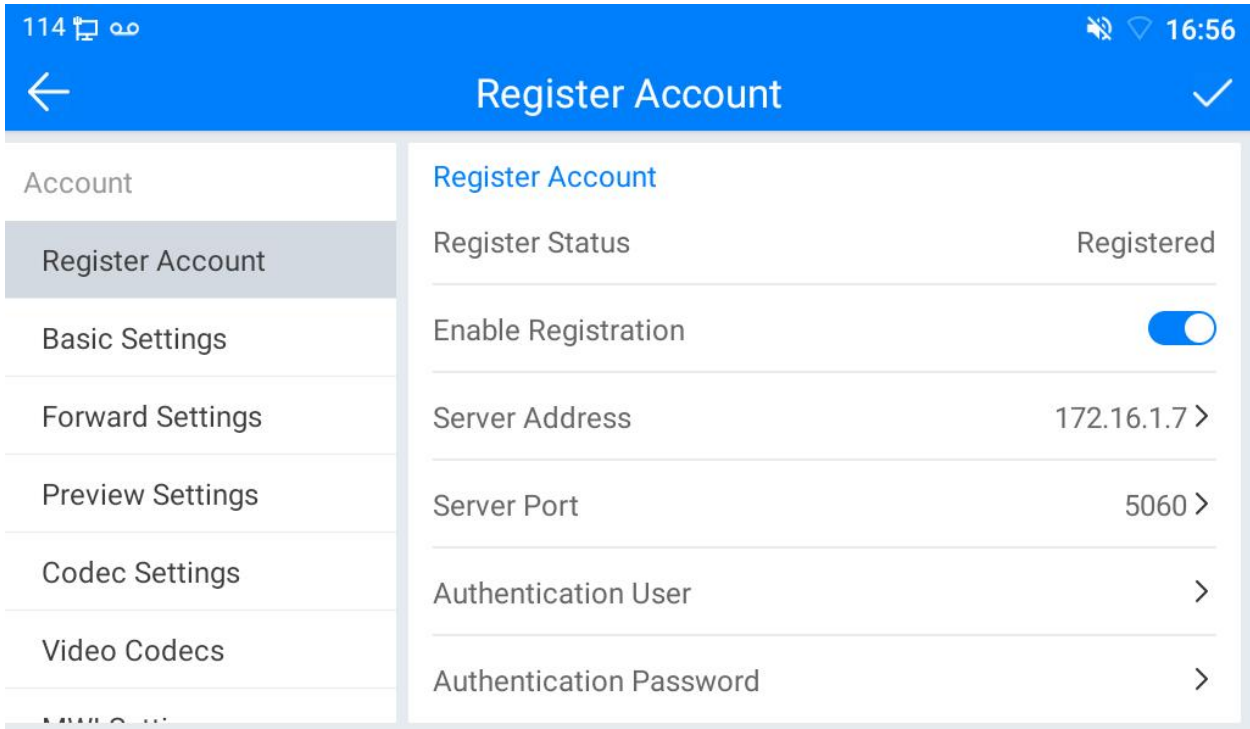 114
16:56
Register Account
Account
Register Account
Basic Settings
Forward Settings
Preview Settings
Codec Settings
Video Codecs
Register Account
Register Status Registered
Enable Registration
Server Address 172.16.1.7
Server Port 5060
Authentication User
Authentication Password